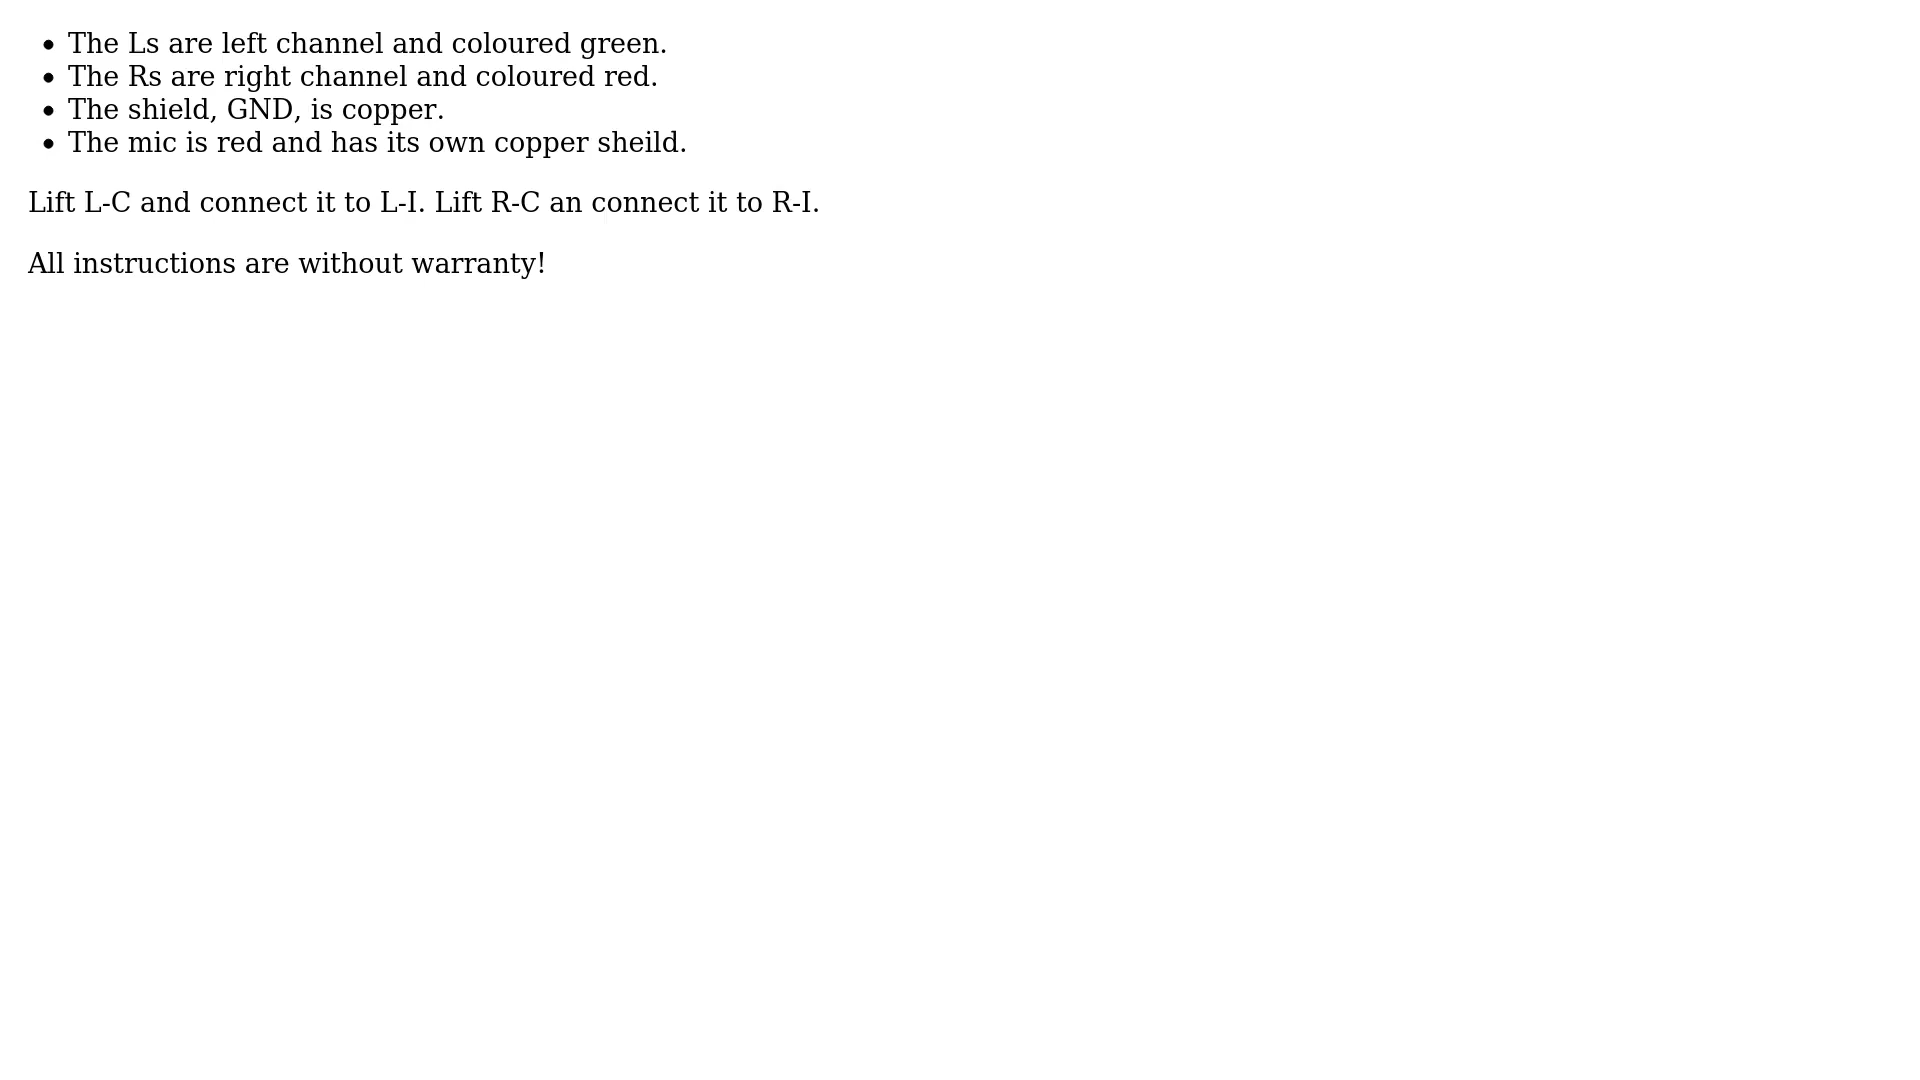 The Ls are left channel and coloured green.
The Rs are right channel and coloured red.
The shield, GND, is copper.
The mic is red and has its own copper sheild.
Lift L-C and connect it to L-I. Lift R-C an connect it to R-I.
All instructions are without warranty!